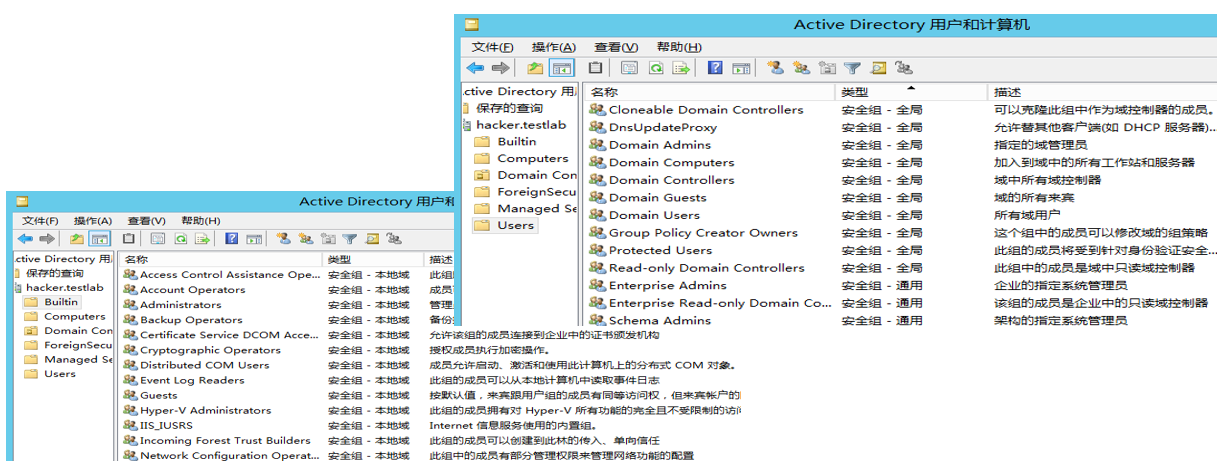 Active Directory 用户和计算机
文件(F) 操作(A) 查看(V) 帮助(H)
ctive Directory 用
保存的查询
hacker.testlab
Builtin
Computers
Domain Con
ForeignSecu
Managed Se
Users
名称 类型 描述
Cloneable Domain Controllers 安全组 - 全局 可以克隆此组中作为域控制器的成员。
DnsUpdateProxy 安全组 - 全局 允许替其他客户端(如 DHCP 服务器)...
Domain Admins 安全组 - 全局 指定的域管理员
Domain Computers 安全组 - 全局 加入到域中的所有工作站和服务器
Domain Controllers 安全组 - 全局 域中所有域控制器
Domain Guests 安全组 - 全局 域的所有来宾
Domain Users 安全组 - 全局 所有域用户
Group Policy Creator Owners 安全组 - 全局 这个组中的成员可以修改域的组策略
Protected Users 安全组 - 全局 此组的成员将受到针对身份验证安全...
Read-only Domain Controllers 安全组 - 全局 此组中的成员是域中只读域控制器
Enterprise Admins 安全组 - 通用 企业的指定系统管理员
Enterprise Read-only Domain Co... 安全组 - 通用 该组的成员是企业中的只读域控制器
Schema Admins 安全组 - 通用 架构的指定系统管理员
Active Directory 用户和
文件(F) 操作(A) 查看(V) 帮助(H)
ctive Directory 用
保存的查询
hacker.testlab
Builtin
Computers
Domain Con
ForeignSecu
Managed Se
Users
名称 类型 描述
Access Control Assistance Ope... 安全组 - 本地域 此组
Account Operators 安全组 - 本地域 成员
Administrators 安全组 - 本地域 管理
Backup Operators 安全组 - 本地域 备份
Certificate Service DCOM Acce... 安全组 - 本地域 允许该组的成员连接到企业中的证书颁发机构
Cryptographic Operators 安全组 - 本地域 授权成员执行加密操作。
Distributed COM Users 安全组 - 本地域 成员允许启动、激活和使用此计算机上的分布式 COM 对象。
Event Log Readers 安全组 - 本地域 此组的成员可以从本地计算机中读取事件日志
Guests 安全组 - 本地域 按默认值，来宾跟用户组的成员有同等访问权，但来宾帐户的
Hyper-V Administrators 安全组 - 本地域 此组的成员拥有对 Hyper-V 所有功能的完全且不受限制的访
IIS_IUSRS 安全组 - 本地域 Internet 信息服务使用的内置组。
Incoming Forest Trust Builders 安全组 - 本地域 此组的成员可以创建到此林的传入、单向信任
Network Configuration Operat... 安全组 - 本地域 此组中的成员有部分管理权限来管理网络功能的配置